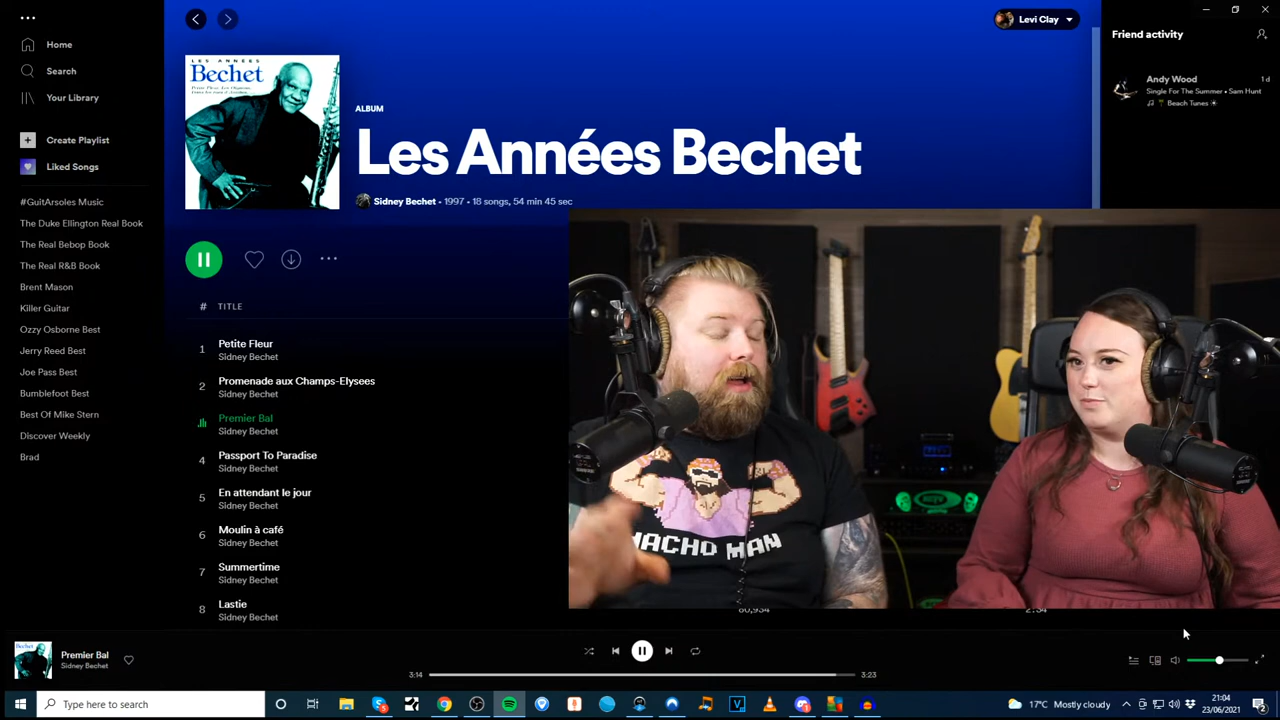 Home
Search
Your Library
Create Playlist
Liked Songs
#GuitArsoles Music
The Duke Ellington Real Book
The Real Bebop Book
The Real R&B Book
Brent Mason
Killer Guitar
Ozzy Osborne Best
Jerry Reed Best
Joe Pass Best
Bumblefoot Best
Best Of Mike Stern
Discover Weekly
Brad
Levi Clay
LES ANNÉES
Bechet
ALBUM
Les Années Bechet
Sidney Bechet • 1997 • 18 songs, 54 min 45 sec
# TITLE
1 Petite Fleur
Sidney Bechet
2 Promenade aux Champs-Elysees
Sidney Bechet
Premier Bal
Sidney Bechet
4 Passport To Paradise
Sidney Bechet
5 En attendant le jour
Sidney Bechet
6 Moulin à café
Sidney Bechet
7 Summertime
Sidney Bechet
8 Lastie
Sidney Bechet
Friend activity
Andy Wood 1d
Single For The Summer • Sam Hunt
Beach Tunes
NACHO MAN
Premier Bal
Sidney Bechet
3:14
3:23
Type here to search
17°C Mostly cloudy
21:04
23/06/2021
2